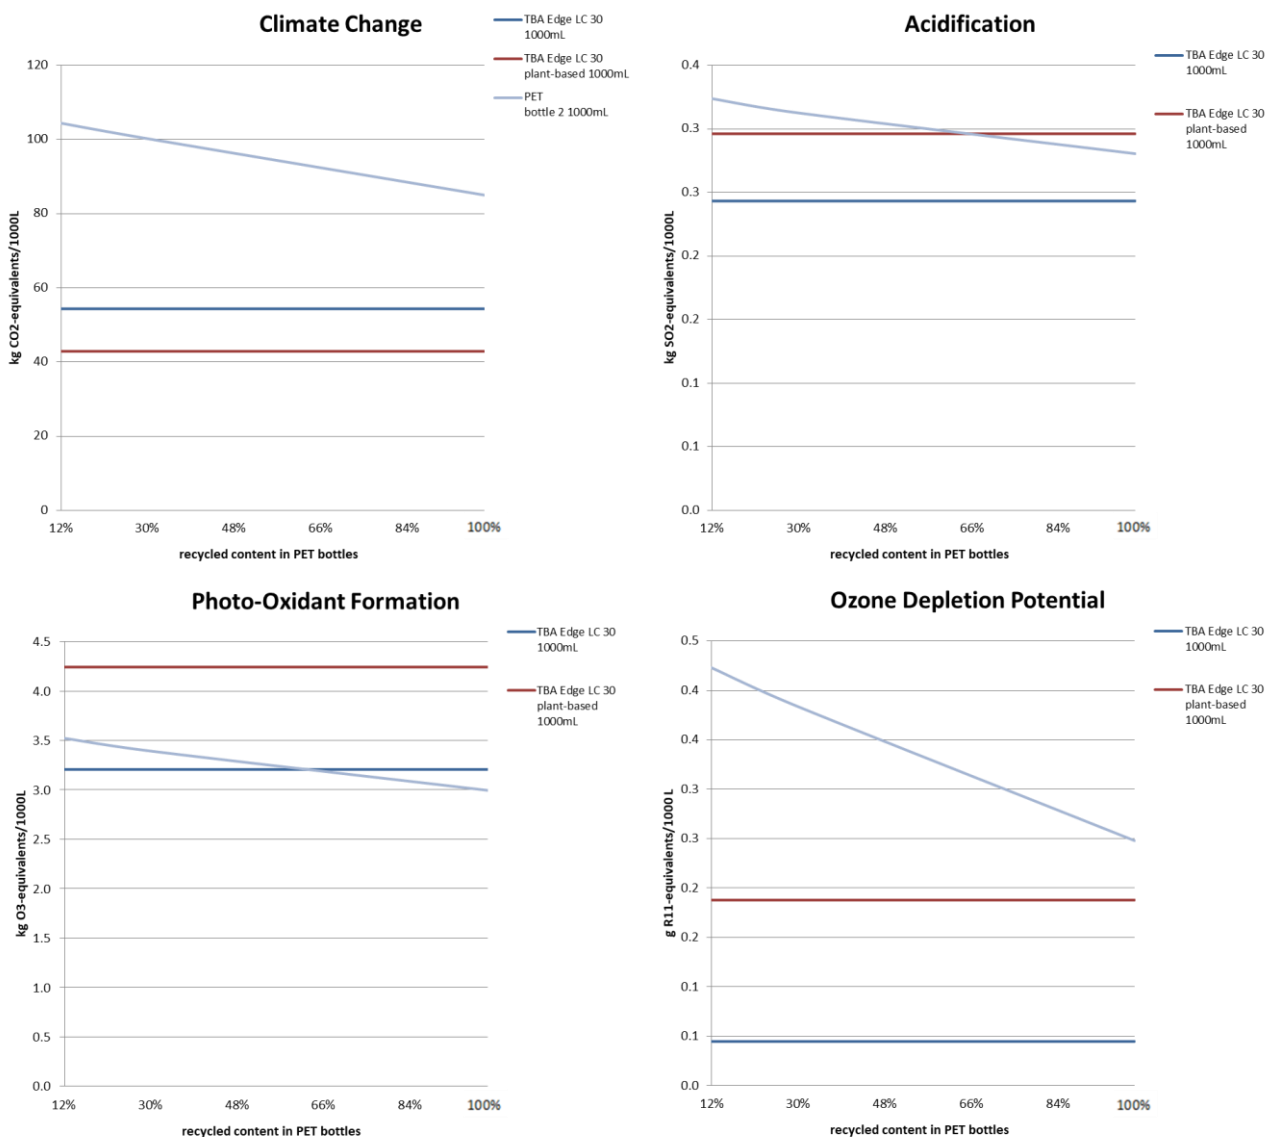 Climate Change
TBA Edge LC 30
1000mL
TBA Edge LC 30
plant-based 1000mL
PET
bottle 2 1000mL
120
100
80
60
40
20
0
kg CO2-equivalents/1000L
12% 30% 48% 66% 84% 100%
recycled content in PET bottles
Acidification
TBA Edge LC 30
1000mL
TBA Edge LC 30
plant-based
1000mL
0.4
0.3
0.3
0.2
0.2
0.1
0.1
0.0
kg SO2-equivalents/1000L
12% 30% 48% 66% 84% 100%
recycled content in PET bottles
Photo-Oxidant Formation
TBA Edge LC 30
1000mL
TBA Edge LC 30
plant-based
1000mL
4.5
4.0
3.5
3.0
2.5
2.0
1.5
1.0
0.5
0.0
kg O3-equivalents/1000L
12% 30% 48% 66% 84% 100%
recycled content in PET bottles
Ozone Depletion Potential
TBA Edge LC 30
1000mL
TBA Edge LC 30
plant-based
1000mL
0.5
0.4
0.4
0.3
0.3
0.2
0.2
0.1
0.1
0.0
g R11-equivalents/1000 L
12% 30% 48% 66% 84% 100%
recycled content in PET bottles